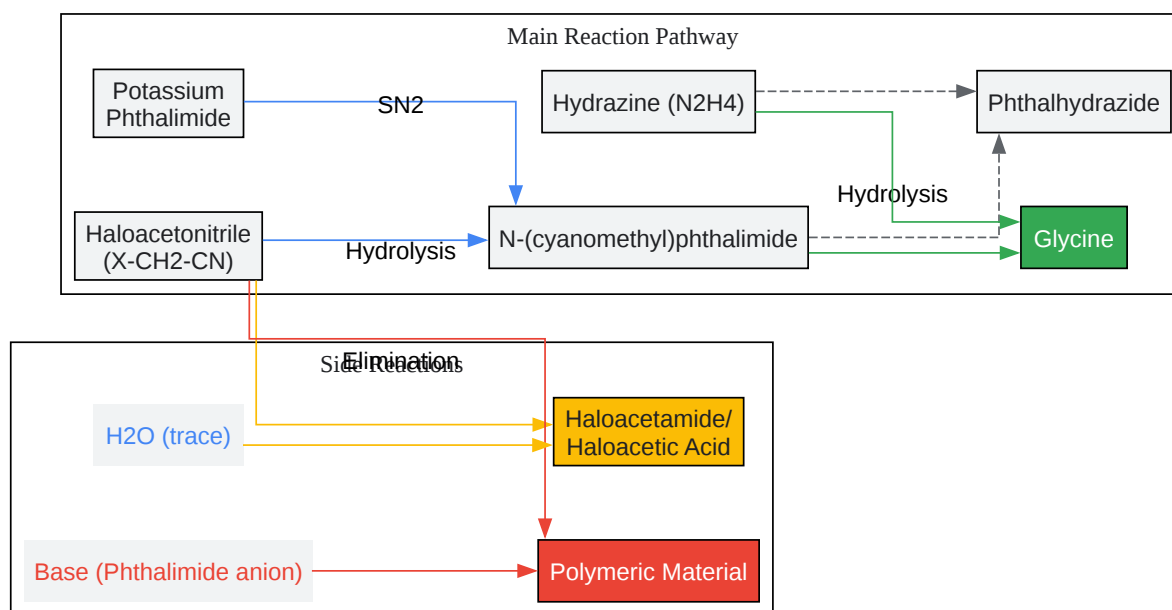 Main Reaction Pathway
Potassium
Phthalimide
SN2
Hydrazine (N2H4)
Phthalhydrazide
Hydrolysis
Haloacetonitrile
(X-CH2-CN)
Hydrolysis
N-(cyanomethyl)phthalimide
Glycine
Elimination
Side Reactions
H2O (trace)
Haloacetamide/
Haloacetic Acid
Base (Phthalimide anion)
Polymeric Material